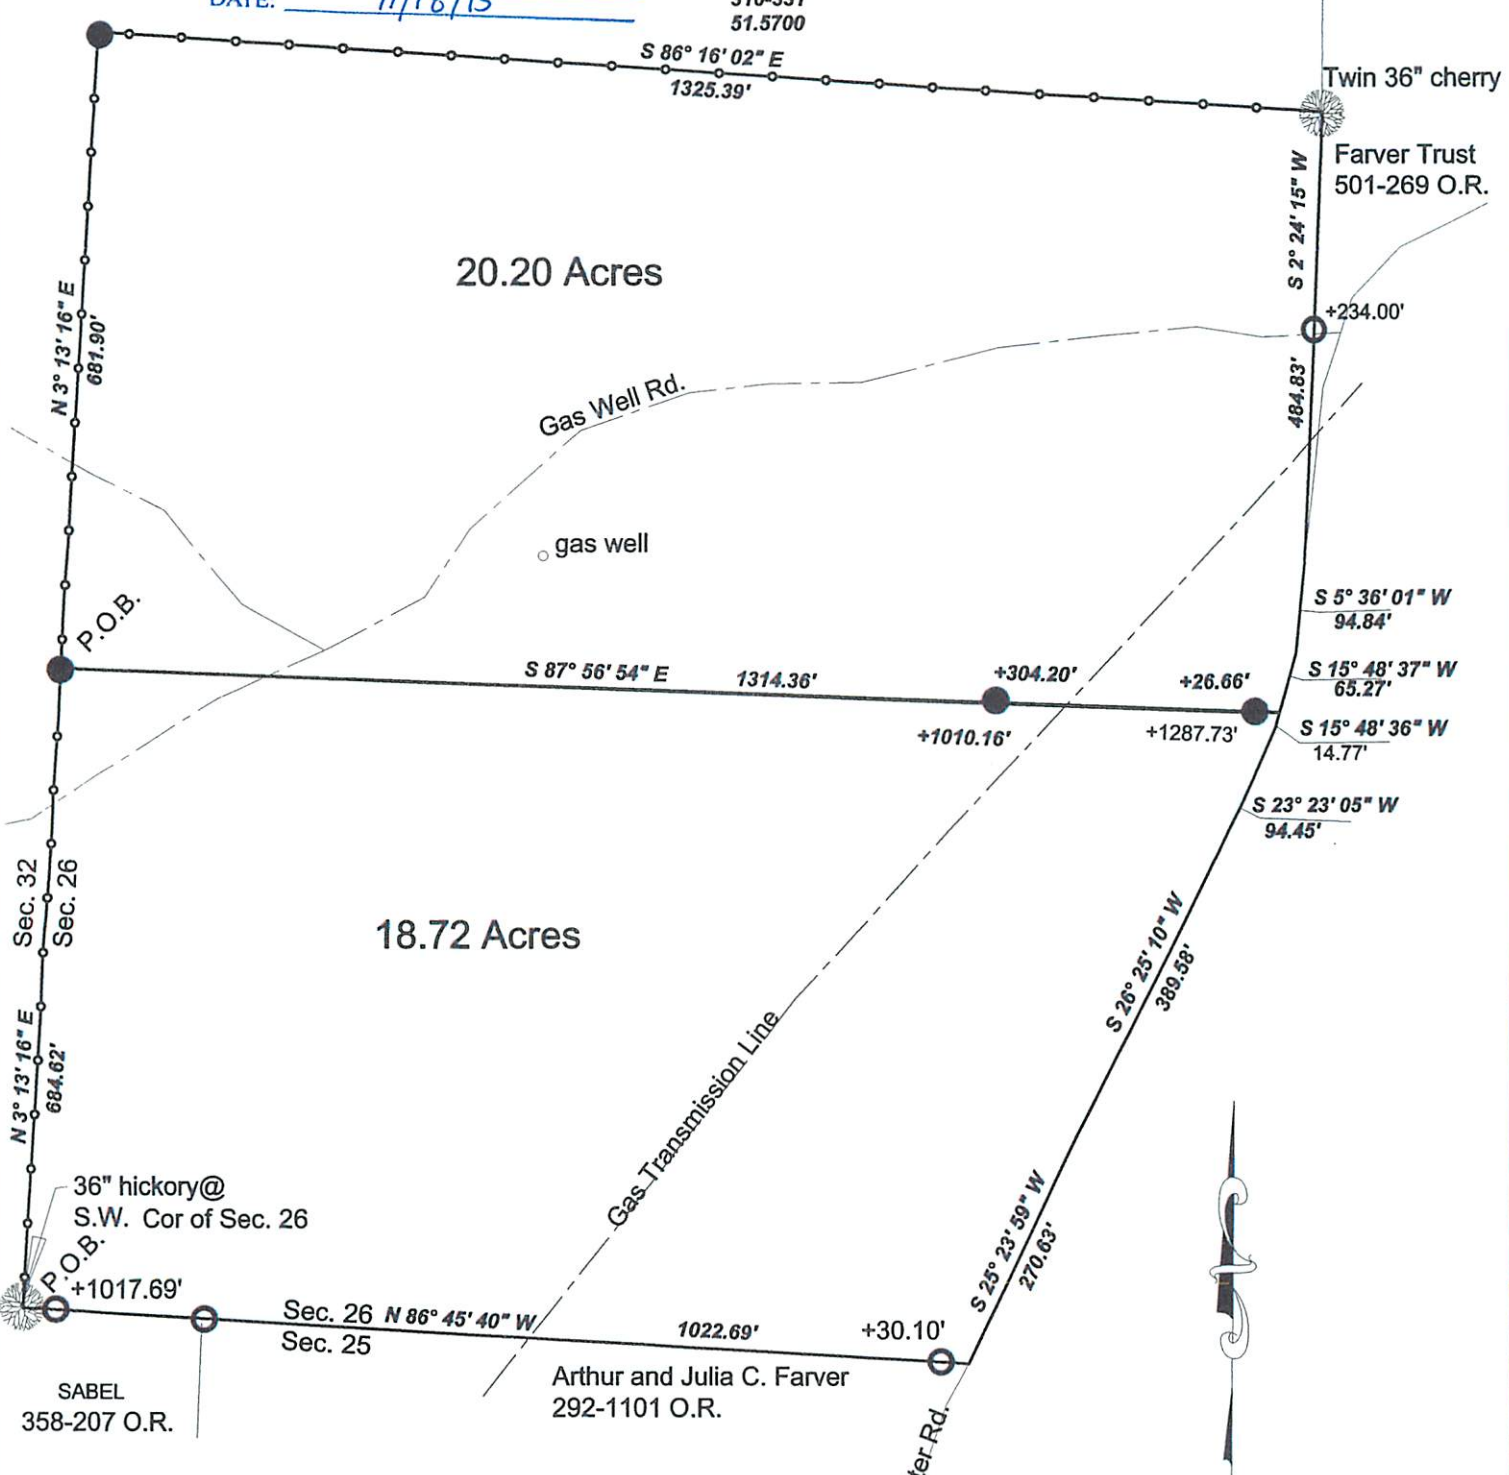 DATE: 11/18/15
51.5700
S 86° 16' 02" E
1325.39'
Twin 36" cherry
Farver Trust
501-269 O.R.
S 2° 24' 15" W
484.83'
+234.00'
20.20 Acres
N 3° 13' 16" E
681.90'
Gas Well Rd.
gas well
P.O.B.
S 5° 36' 01" W
94.84'
S 87° 56' 54" E
1314.36'
+304.20'
+26.66'
S 15° 48' 37" W
65.27'
+1010.16'
+1287.73'
S 15° 48' 36" W
14.77'
S 23° 23' 05" W
94.45'
Sec. 32
Sec. 26
18.72 Acres
S 26° 25' 10" W
389.58'
N 3° 13' 16" E
684.62'
Gas Transmission Line
36" hickory@
S.W. Cor of Sec. 26
P.O.B.
+1017.69'
S 25° 23' 59" W
270.63'
Sec. 26 N 86° 45' 40" W
Sec. 25
1022.69'
+30.10'
Arthur and Julia C. Farver
292-1101 O.R.
SABEL
358-207 O.R.
Rd.